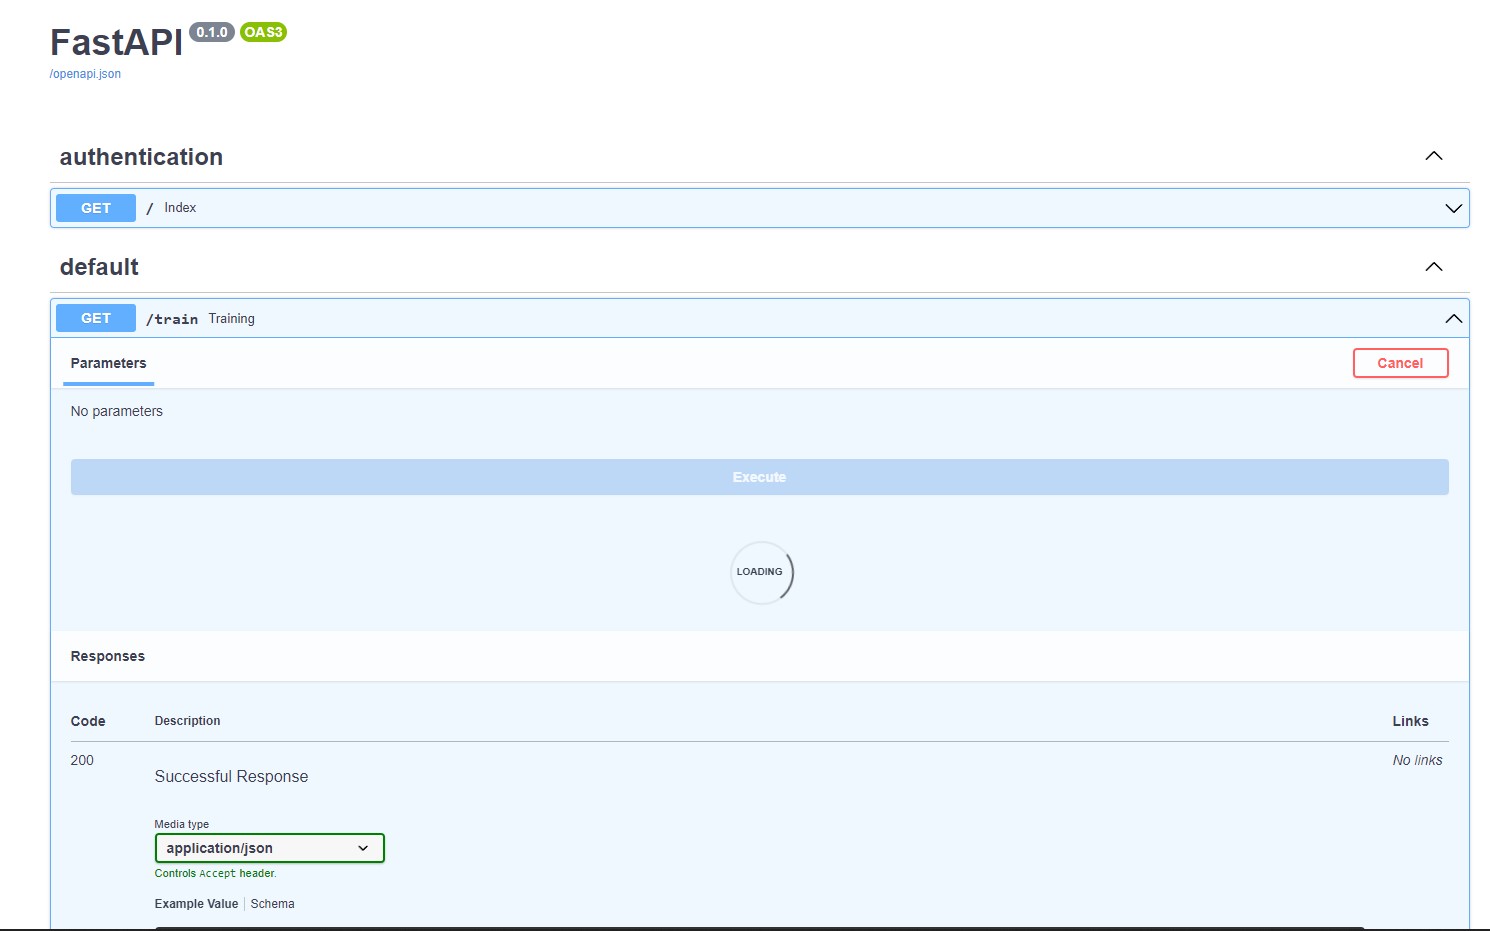 FastAPI 0.1.0 OAS3
/openapi.json
authentication
GET / Index
default
GET /train Training
Parameters
Cancel
No parameters
Execute
LOADING
Responses
Code Description Links
200 No links
Successful Response
Media type
application/json
Controls Accept header.
Example Value Schema